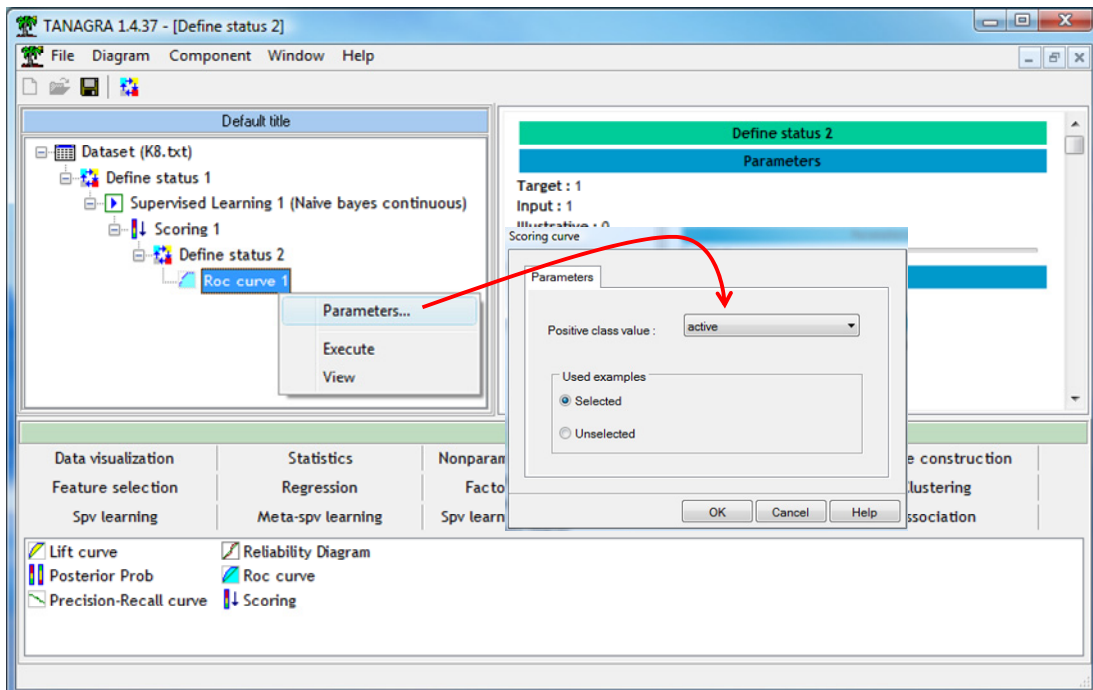 TANAGRA 1.4.37 - [Define status 2]
File Diagram Component Window Help
Default title
Dataset (K8.txt)
Define status 1
Supervised Learning 1 (Naive bayes continuous)
Scoring 1
Define status 2
Roc curve 1
Parameters...
Execute
View
Define status 2
Parameters
Target : 1
Input : 1
Illustrative : 0
Scoring curve
Parameters
Positive class value :
active
Used examples
Selected
Unselected
OK Cancel Help
Data visualization Statistics Nonparam e construction
Feature selection Regression Facto lustering
Spv learning Meta-spv learning Spv learn ssociation
Lift curve Reliability Diagram
Posterior Prob Roc curve
Precision-Recall curve Scoring